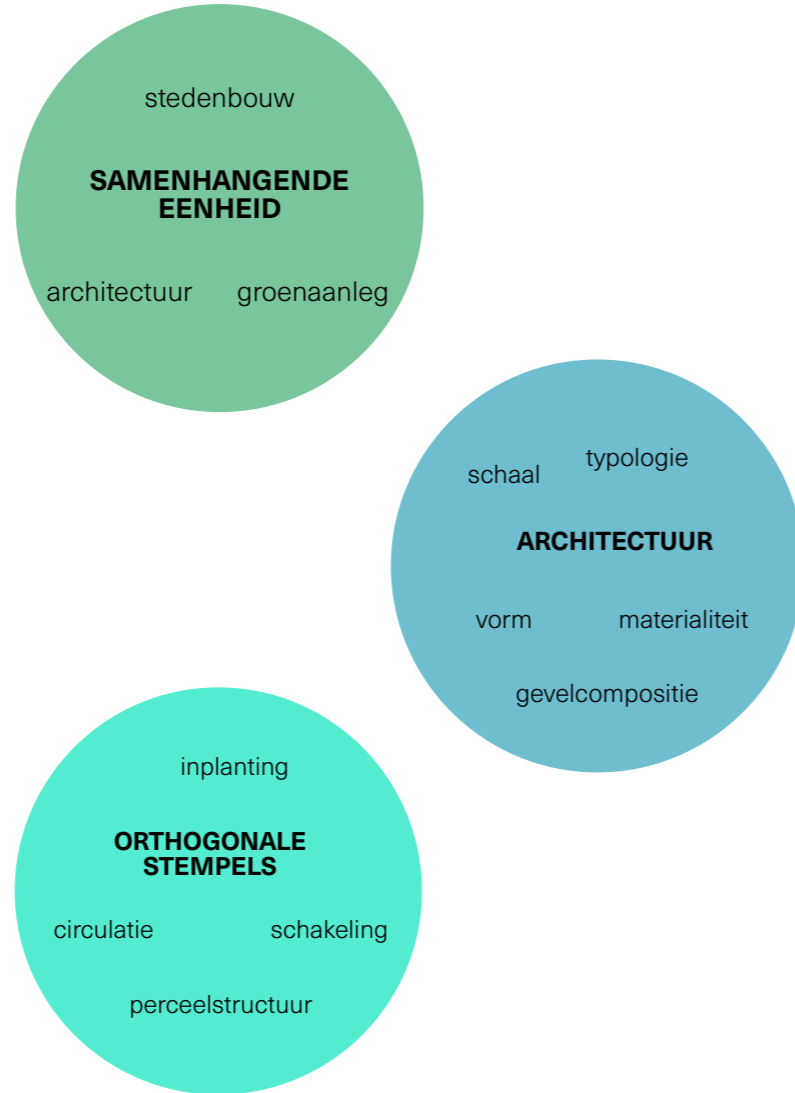 stedenbouw
SAMENHANGENDE
EENHEID
architectuur groenaanleg
schaal typologie
ARCHITECTUUR
vorm materialiteit
gevelcompositie
inplanting
ORTHOGONALE
STEMPELS
circulatie schakeling
perceelstructuur